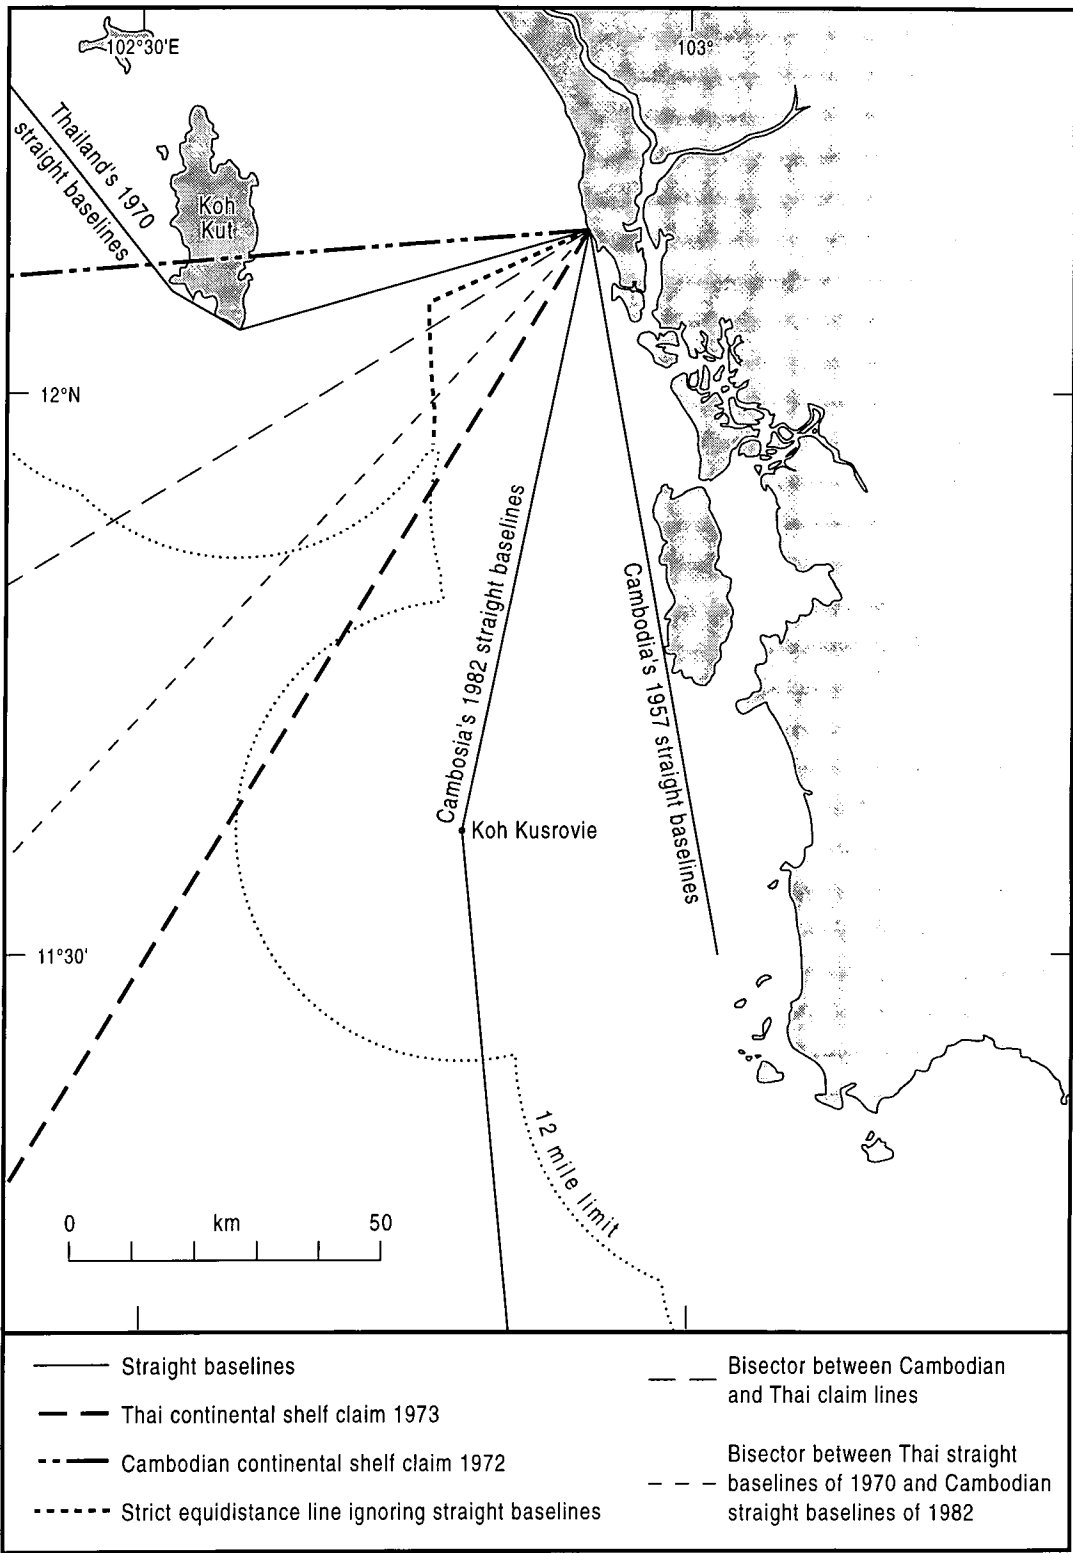 102°30'E
103°
Thailand's 1970
straight baselines
Koh
Kut
12°N
Cambosia's 1982 straight baselines
Cambodia's 1957 straight baselines
Koh Kusrovie
11°30'
12 mile limit
0 km 50
Straight baselines
Thai continental shelf claim 1973
Cambodian continental shelf claim 1972
Strict equidistance line ignoring straight baselines
Bisector between Cambodian
and Thai claim lines
Bisector between Thai straight
baselines of 1970 and Cambodian
straight baselines of 1982